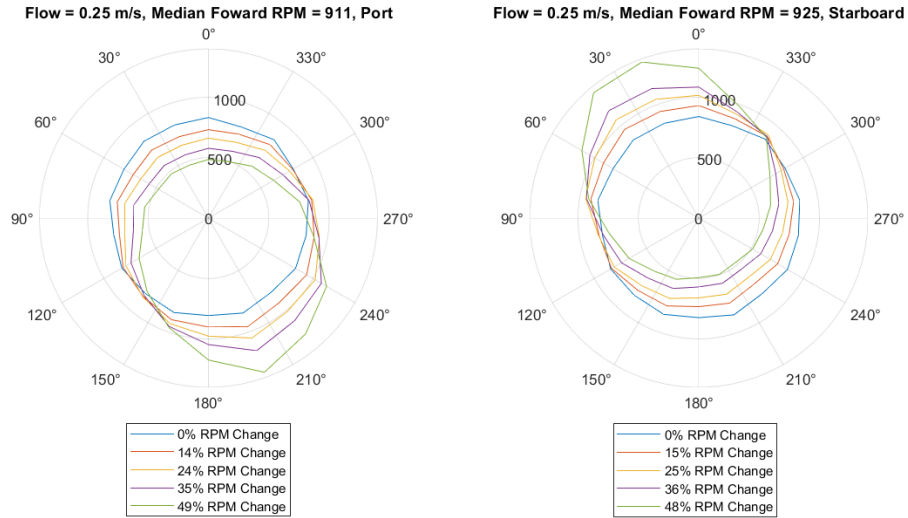 Flow = 0.25 m/s, Median Foward RPM = 911, Port
0°
30°
330°
60°
300°
90°
270°
120°
240°
150°
210°
180°
1000
500
0
0% RPM Change
14% RPM Change
24% RPM Change
35% RPM Change
49% RPM Change
Flow = 0.25 m/s, Median Foward RPM = 925, Starboard
0°
30°
330°
60°
300°
90°
270°
120°
240°
150°
210°
180°
1000
500
0
0% RPM Change
15% RPM Change
25% RPM Change
36% RPM Change
48% RPM Change